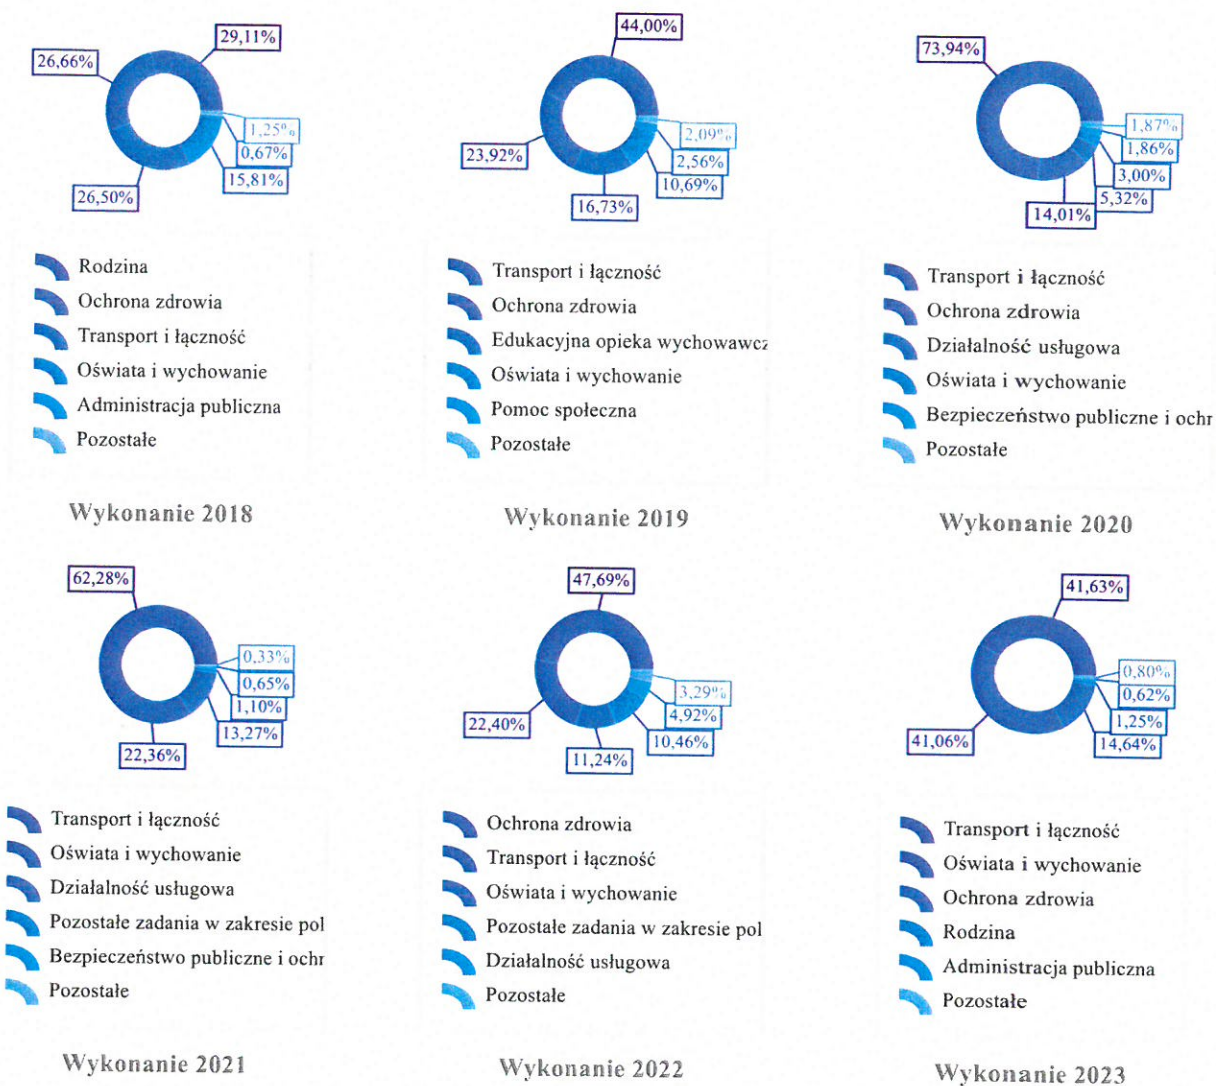 29,11%
26,66%
1,25%
0,67%
15,81%
26,50%
Rodzina
Ochrona zdrowia
Transport i łączność
Oświata i wychowanie
Administracja publiczna
Pozostałe
Wykonanie 2018
44,00%
2,09%
23,92%
2,56%
10,69%
16,73%
Transport i łączność
Ochrona zdrowia
Edukacyjna opieka wychowawcz
Oświata i wychowanie
Pomoc społeczna
Pozostałe
Wykonanie 2019
73,94%
1,87%
1,86%
3,00%
5,32%
14,01%
Transport i łączność
Ochrona zdrowia
Działalność usługowa
Oświata i wychowanie
Bezpieczeństwo publiczne i ochr
Pozostałe
Wykonanie 2020
62,28%
0,33%
0,65%
1,10%
13,27%
22,36%
Transport i łączność
Oświata i wychowanie
Działalność usługowa
Pozostałe zadania w zakresie pol
Bezpieczeństwo publiczne i ochr
Pozostałe
Wykonanie 2021
47,69%
3,29%
22,40%
4,92%
10,46%
11,24%
Ochrona zdrowia
Transport i łączność
Oświata i wychowanie
Pozostałe zadania w zakresie pol
Działalność usługowa
Pozostałe
Wykonanie 2022
41,63%
0,80%
0,62%
1,25%
41,06%
14,64%
Transport i łączność
Oświata i wychowanie
Ochrona zdrowia
Rodzina
Administracja publiczna
Pozostałe
Wykonanie 2023